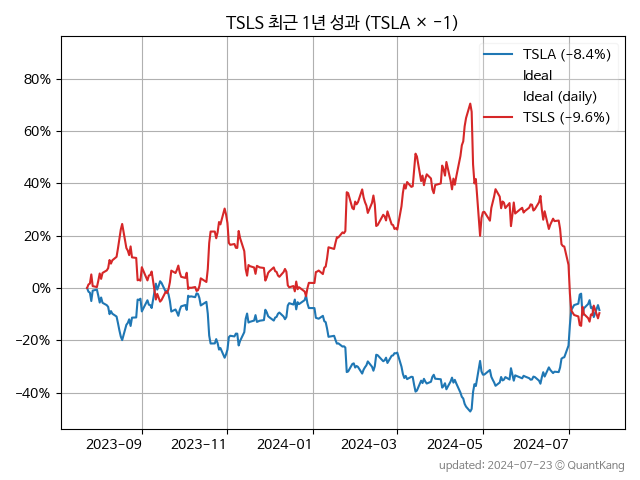 TSLS 최근 1년 성과 (TSLA × -1)
TSLA (-8.4%)
Ideal
Ideal (daily)
TSLS (-9.6%)
80%
60%
40%
20%
0%
-20%
-40%
2023-09 2023-11 2024-01 2024-03 2024-05 2024-07
updated: 2024-07-23 © QuantKang